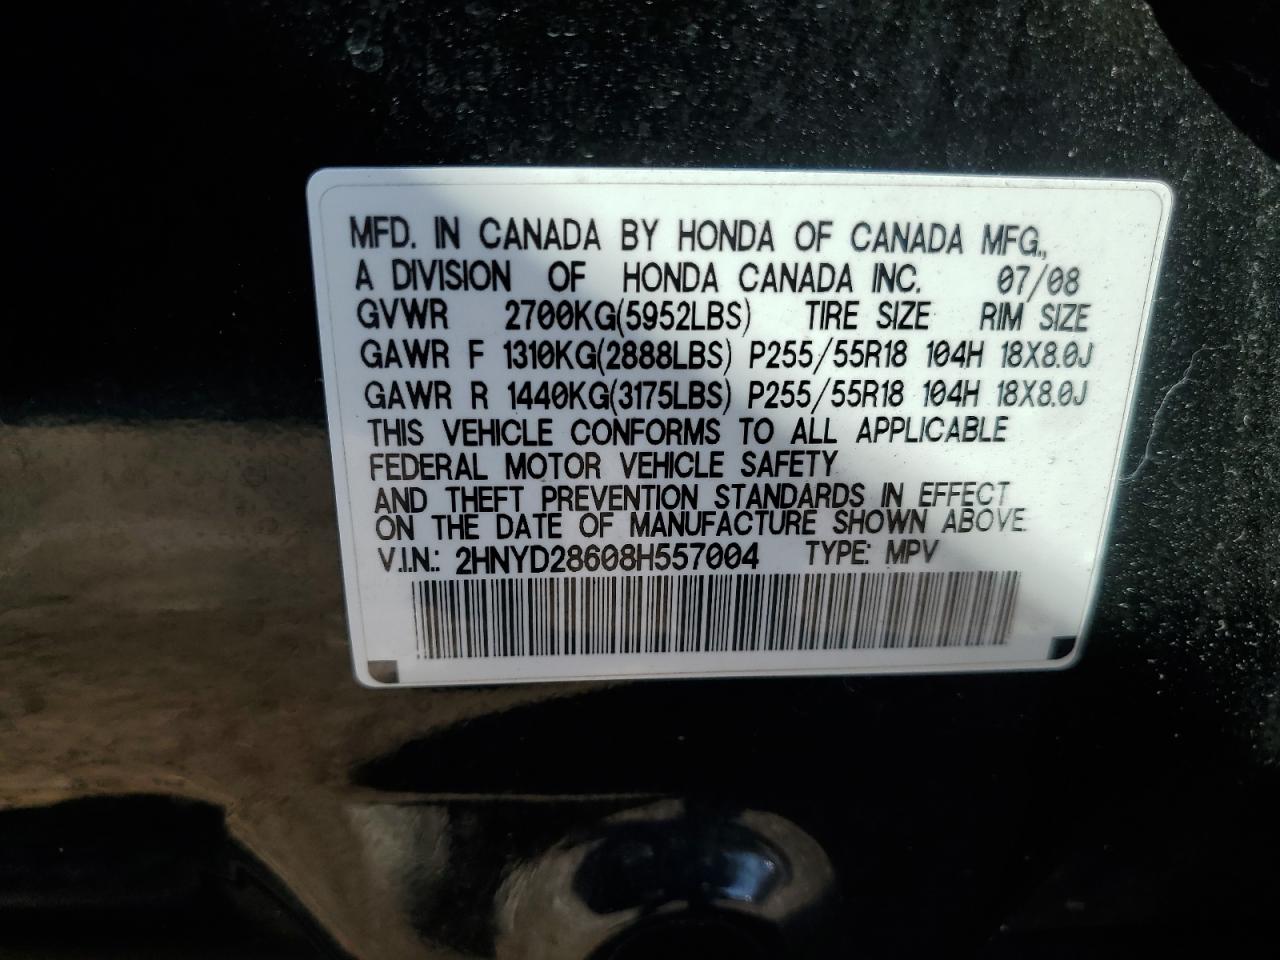 MFD. IN CANADA BY HONDA OF CANADA MFG.,
A DIVISION OF HONDA CANADA INC. 07/08
GVWR 2700KG(5952LBS) TIRE SIZE RIM SIZE
GAWR F 1310KG(2888LBS) P255/55R18 104H 18X8.0J
GAWR R 1440KG(3175LBS) P255/55R18 104H 18X8.0J
THIS VEHICLE CONFORMS TO ALL APPLICABLE
FEDERAL MOTOR VEHICLE SAFETY
AND THEFT PREVENTION STANDARDS IN EFFECT
ON THE DATE OF MANUFACTURE SHOWN ABOVE.
V.I.N.: 2HNYD28608H557004 TYPE: MPV